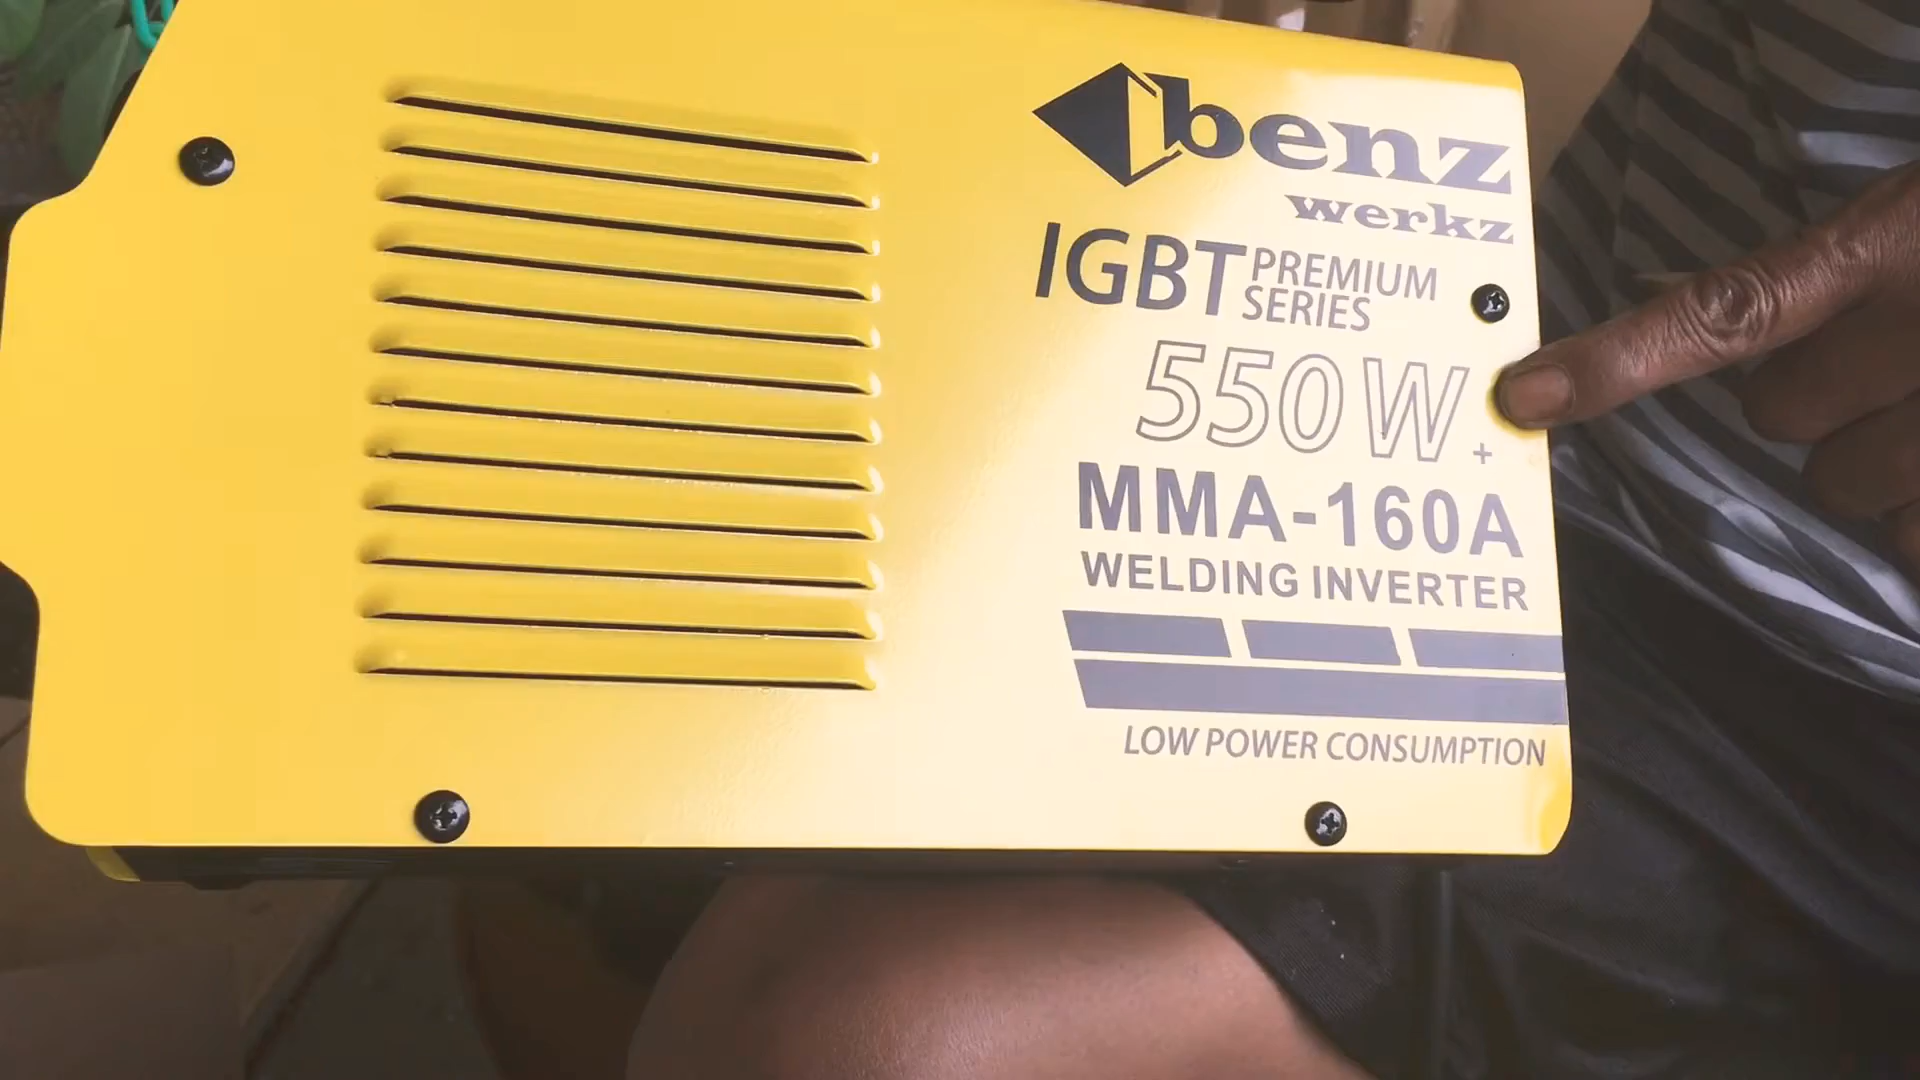 benz
werkz
IGBT PREMIUM
SERIES
550W+
MMA-160A
WELDING INVERTER
LOW POWER CONSUMPTION